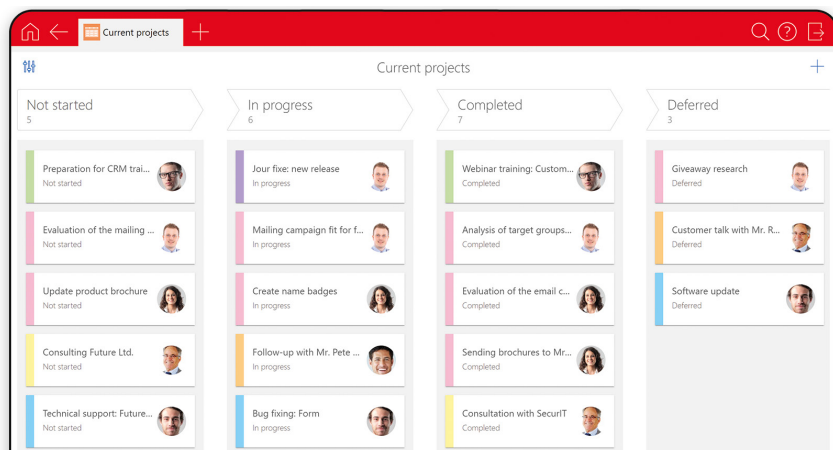 Current projects
Current projects
Not started
5
Preparation for CRM trai...
Not started
Evaluation of the mailing ...
Not started
Update product brochure
Not started
Consulting Future Ltd.
Not started
Technical support: Future...
Not started
In progress
6
Jour fixe: new release
In progress
Mailing campaign fit for f...
In progress
Create name badges
In progress
Follow-up with Mr. Pete ...
In progress
Bug fixing: Form
In progress
Completed
7
Webinar training: Custom...
Completed
Analysis of target groups...
Completed
Evaluation of the email c...
Completed
Sending brochures to Mr...
Completed
Consultation with SecurIT
Completed
Deferred
3
Giveaway research
Deferred
Customer talk with Mr. R...
Deferred
Software update
Deferred